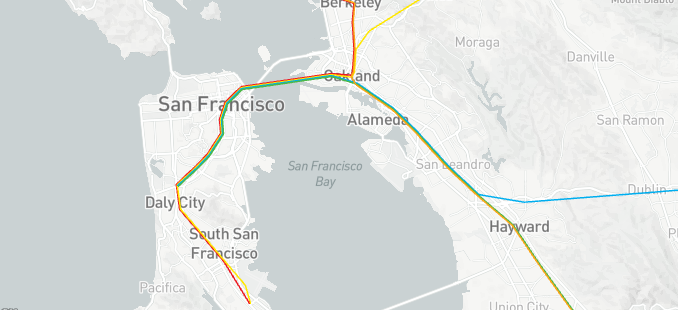 Berkeley
Mount Diablo
Moraga
Danville
Oakland
San Francisco
Alameda
San Ramon
San Francisco
Bay
San Leandro
Dublin
Daly City
Hayward
South San
Francisco
Pacifica
Union City